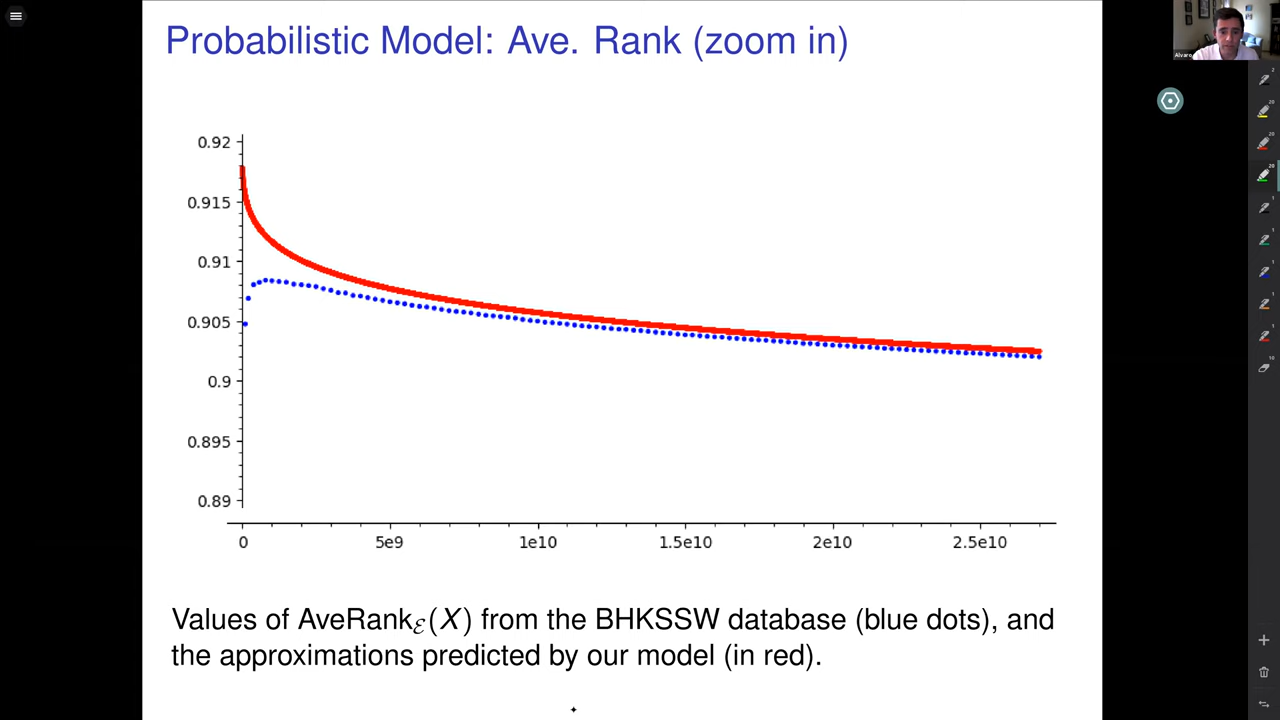 Probabilistic Model: Ave. Rank (zoom in)
Alvaro
0.92
0.915
0.91
0.905
0.9
0.895
0.89
0 5e9 1e10 1.5e10 2e10 2.5e10
Values of AveRankℰ(X) from the BHKSSW database (blue dots), and
the approximations predicted by our model (in red).